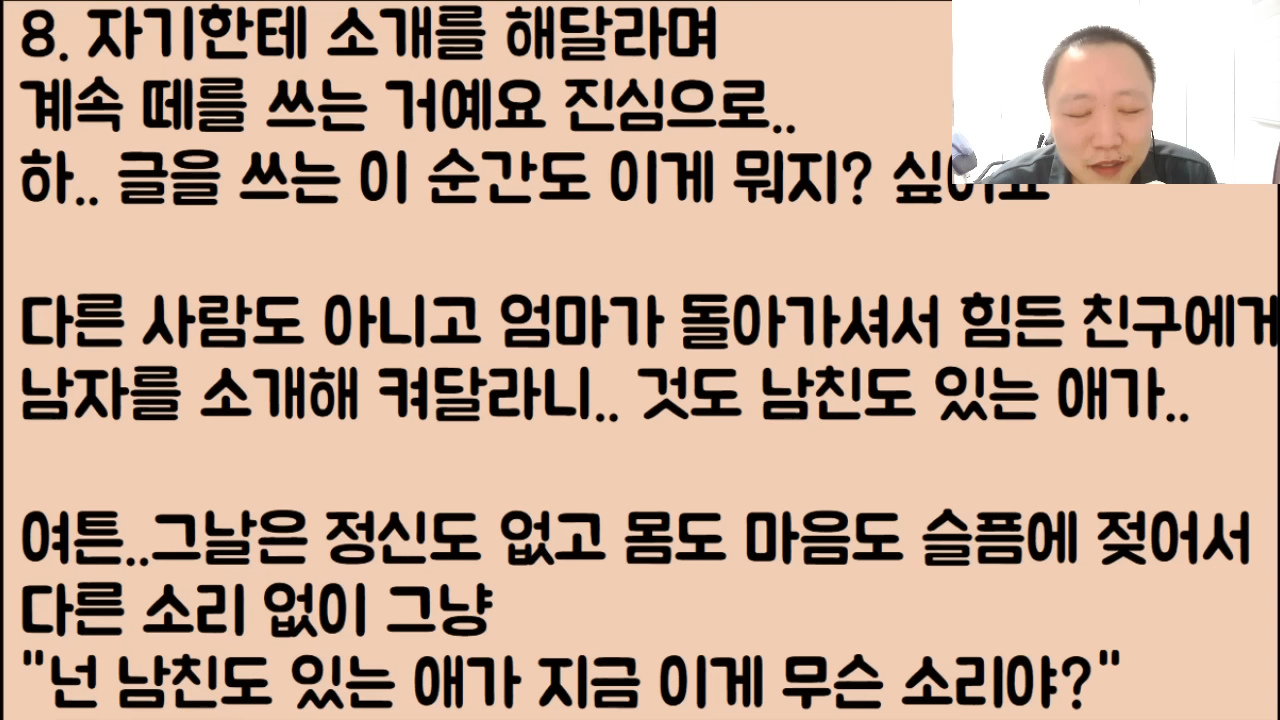 8. 자기한테 소개를 해달라며
계속 떼를 쓰는 거예요 진심으로..
하.. 글을 쓰는 이 순간도 이게 뭐지?
다른 사람도 아니고 엄마가 돌아가셔서 힘든 친구에게
남자를 소개해 켜달라니.. 것도 남친도 있는 애가..
여튼..그날은 정신도 없고 몸도 마음도 슬픔에 젖어서
다른 소리 없이 그냥
"넌 남친도 있는 애가 지금 이게 무슨 소리야?"